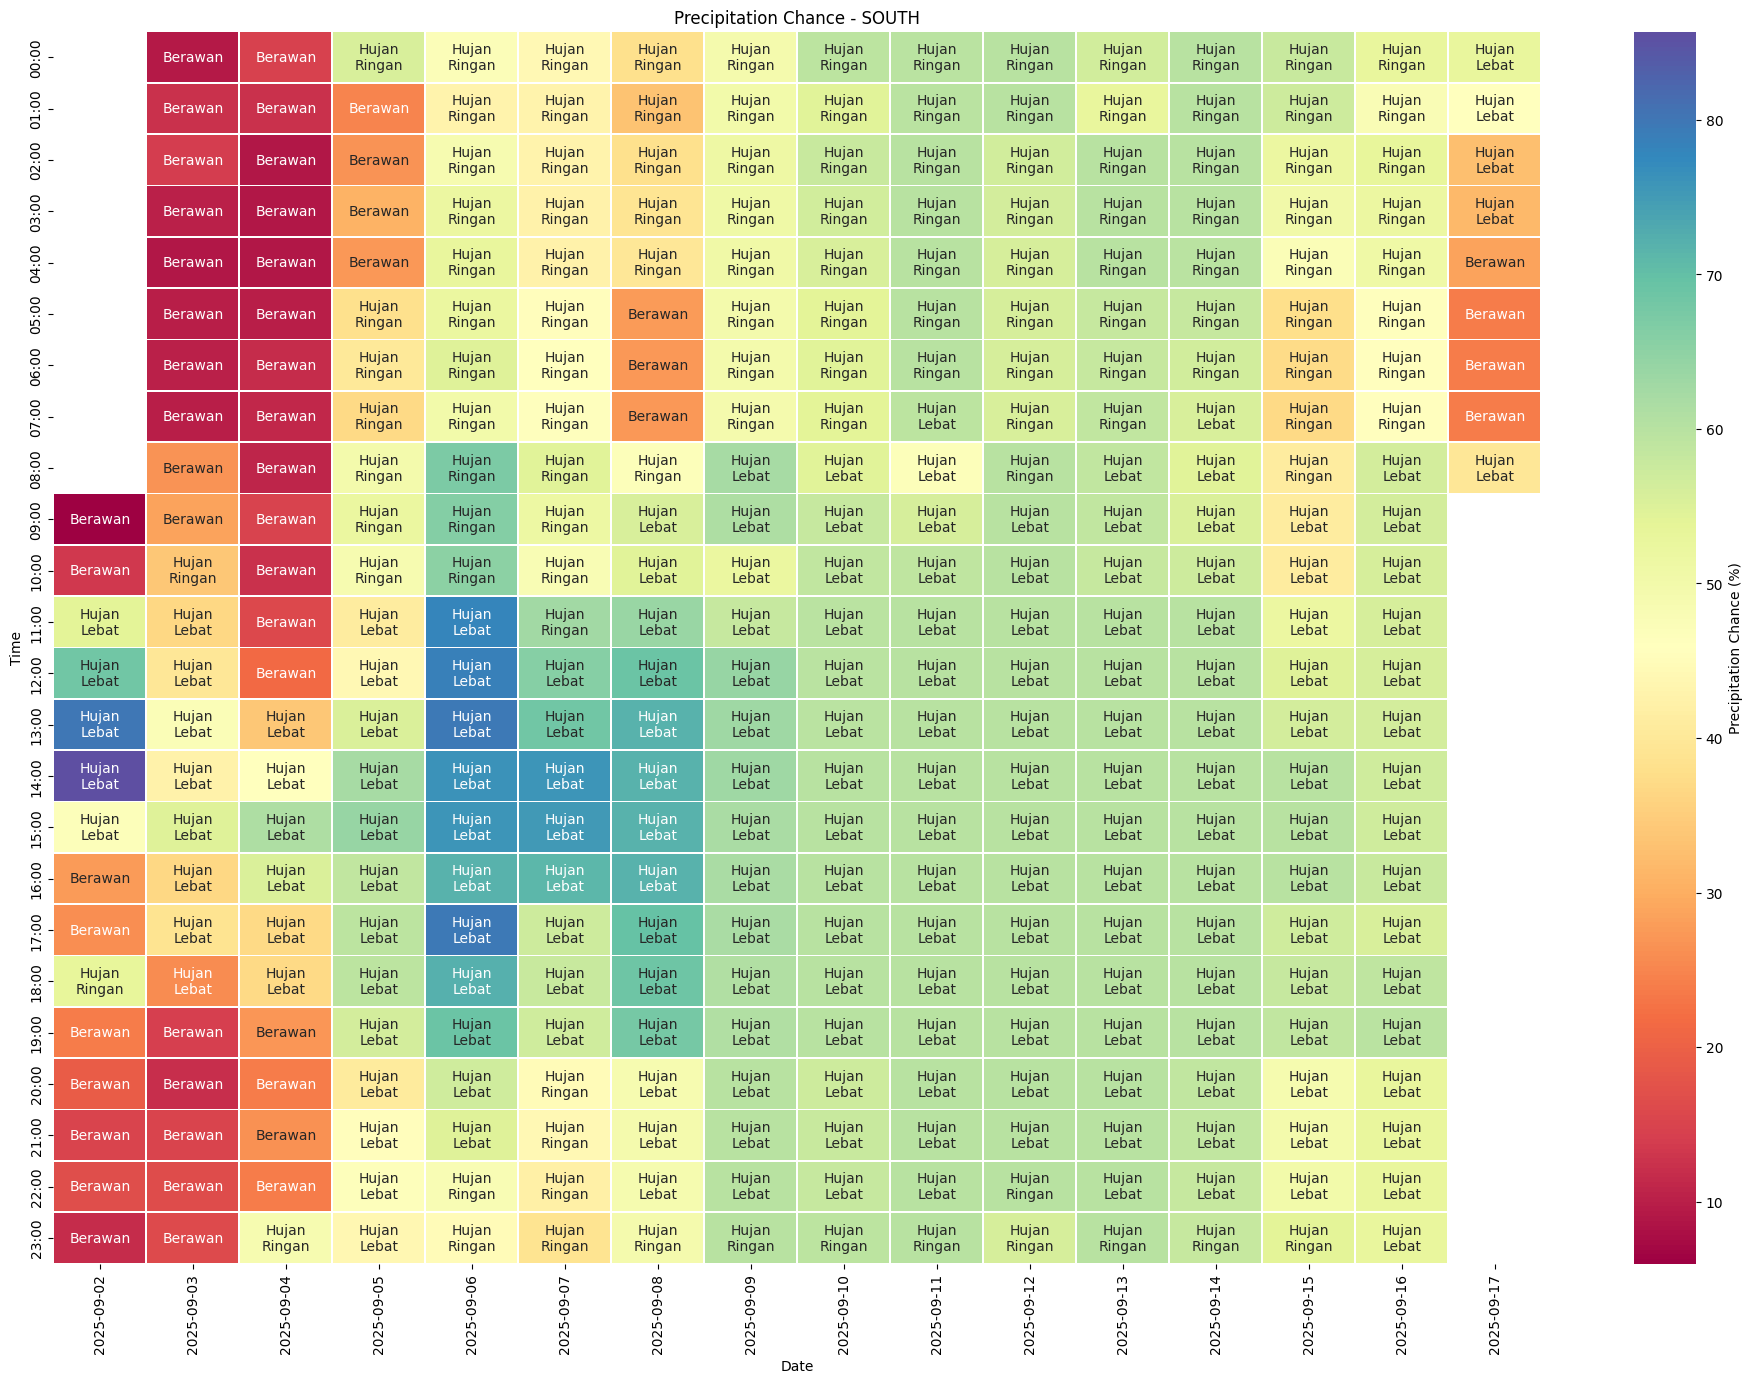 Precipitation Chance - SOUTH
00:00 Berawan Berawan Hujan Ringan Hujan Ringan Hujan Ringan Hujan Ringan Hujan Ringan Hujan Ringan Hujan Ringan Hujan Ringan Hujan Ringan Hujan Ringan Hujan Ringan Hujan Ringan Hujan Lebat
01:00 Berawan Berawan Berawan Hujan Ringan Hujan Ringan Hujan Ringan Hujan Ringan Hujan Ringan Hujan Ringan Hujan Ringan Hujan Ringan Hujan Ringan Hujan Ringan Hujan Ringan Hujan Lebat
02:00 Berawan Berawan Berawan Hujan Ringan Hujan Ringan Hujan Ringan Hujan Ringan Hujan Ringan Hujan Ringan Hujan Ringan Hujan Ringan Hujan Ringan Hujan Ringan Hujan Ringan Hujan Lebat
03:00 Berawan Berawan Berawan Hujan Ringan Hujan Ringan Hujan Ringan Hujan Ringan Hujan Ringan Hujan Ringan Hujan Ringan Hujan Ringan Hujan Ringan Hujan Ringan Hujan Ringan Hujan Lebat
04:00 Berawan Berawan Berawan Hujan Ringan Hujan Ringan Hujan Ringan Hujan Ringan Hujan Ringan Hujan Ringan Hujan Ringan Hujan Ringan Hujan Ringan Hujan Ringan Hujan Ringan Berawan
05:00 Berawan Berawan Hujan Ringan Hujan Ringan Hujan Ringan Berawan Hujan Ringan Hujan Ringan Hujan Ringan Hujan Ringan Hujan Ringan Hujan Ringan Hujan Ringan Hujan Ringan Berawan
06:00 Berawan Berawan Hujan Ringan Hujan Ringan Hujan Ringan Berawan Hujan Ringan Hujan Ringan Hujan Ringan Hujan Ringan Hujan Ringan Hujan Ringan Hujan Ringan Hujan Ringan Berawan
07:00 Berawan Berawan Hujan Ringan Hujan Ringan Hujan Ringan Berawan Hujan Ringan Hujan Ringan Hujan Lebat Hujan Ringan Hujan Ringan Hujan Lebat Hujan Ringan Hujan Ringan Berawan
08:00 Berawan Berawan Hujan Ringan Hujan Ringan Hujan Ringan Hujan Ringan Hujan Lebat Hujan Lebat Hujan Lebat Hujan Ringan Hujan Lebat Hujan Lebat Hujan Ringan Hujan Lebat Hujan Lebat
09:00 Berawan Berawan Berawan Hujan Ringan Hujan Ringan Hujan Ringan Hujan Lebat Hujan Lebat Hujan Lebat Hujan Lebat Hujan Lebat Hujan Lebat Hujan Lebat Hujan Lebat Hujan Lebat
10:00 Berawan Hujan Ringan Berawan Hujan Ringan Hujan Ringan Hujan Ringan Hujan Lebat Hujan Lebat Hujan Lebat Hujan Lebat Hujan Lebat Hujan Lebat Hujan Lebat Hujan Lebat Hujan Lebat
11:00 Hujan Lebat Hujan Lebat Berawan Hujan Lebat Hujan Lebat Hujan Ringan Hujan Lebat Hujan Lebat Hujan Lebat Hujan Lebat Hujan Lebat Hujan Lebat Hujan Lebat Hujan Lebat Hujan Lebat
12:00 Hujan Lebat Hujan Lebat Berawan Hujan Lebat Hujan Lebat Hujan Lebat Hujan Lebat Hujan Lebat Hujan Lebat Hujan Lebat Hujan Lebat Hujan Lebat Hujan Lebat Hujan Lebat Hujan Lebat
13:00 Hujan Lebat Hujan Lebat Hujan Lebat Hujan Lebat Hujan Lebat Hujan Lebat Hujan Lebat Hujan Lebat Hujan Lebat Hujan Lebat Hujan Lebat Hujan Lebat Hujan Lebat Hujan Lebat Hujan Lebat
14:00 Hujan Lebat Hujan Lebat Hujan Lebat Hujan Lebat Hujan Lebat Hujan Lebat Hujan Lebat Hujan Lebat Hujan Lebat Hujan Lebat Hujan Lebat Hujan Lebat Hujan Lebat Hujan Lebat Hujan Lebat
15:00 Hujan Lebat Hujan Lebat Hujan Lebat Hujan Lebat Hujan Lebat Hujan Lebat Hujan Lebat Hujan Lebat Hujan Lebat Hujan Lebat Hujan Lebat Hujan Lebat Hujan Lebat Hujan Lebat Hujan Lebat
16:00 Berawan Hujan Lebat Hujan Lebat Hujan Lebat Hujan Lebat Hujan Lebat Hujan Lebat Hujan Lebat Hujan Lebat Hujan Lebat Hujan Lebat Hujan Lebat Hujan Lebat Hujan Lebat Hujan Lebat
17:00 Berawan Hujan Lebat Hujan Lebat Hujan Lebat Hujan Lebat Hujan Lebat Hujan Lebat Hujan Lebat Hujan Lebat Hujan Lebat Hujan Lebat Hujan Lebat Hujan Lebat Hujan Lebat Hujan Lebat
18:00 Hujan Ringan Hujan Lebat Hujan Lebat Hujan Lebat Hujan Lebat Hujan Lebat Hujan Lebat Hujan Lebat Hujan Lebat Hujan Lebat Hujan Lebat Hujan Lebat Hujan Lebat Hujan Lebat Hujan Lebat
19:00 Berawan Berawan Berawan Hujan Lebat Hujan Lebat Hujan Lebat Hujan Lebat Hujan Lebat Hujan Lebat Hujan Lebat Hujan Lebat Hujan Lebat Hujan Lebat Hujan Lebat Hujan Lebat
20:00 Berawan Berawan Berawan Hujan Lebat Hujan Lebat Hujan Ringan Hujan Lebat Hujan Lebat Hujan Lebat Hujan Lebat Hujan Lebat Hujan Lebat Hujan Lebat Hujan Lebat Hujan Lebat
21:00 Berawan Berawan Berawan Hujan Lebat Hujan Lebat Hujan Ringan Hujan Lebat Hujan Lebat Hujan Lebat Hujan Lebat Hujan Lebat Hujan Lebat Hujan Lebat Hujan Lebat Hujan Lebat
22:00 Berawan Berawan Berawan Hujan Lebat Hujan Ringan Hujan Ringan Hujan Lebat Hujan Lebat Hujan Lebat Hujan Lebat Hujan Ringan Hujan Lebat Hujan Lebat Hujan Lebat Hujan Lebat
23:00 Berawan Berawan Hujan Ringan Hujan Lebat Hujan Ringan Hujan Ringan Hujan Ringan Hujan Ringan Hujan Ringan Hujan Ringan Hujan Ringan Hujan Ringan Hujan Ringan Hujan Ringan Hujan Lebat
2025-09-02 2025-09-03 2025-09-04 2025-09-05 2025-09-06 2025-09-07 2025-09-08 2025-09-09 2025-09-10 2025-09-11 2025-09-12 2025-09-13 2025-09-14 2025-09-15 2025-09-16 2025-09-17
Date
Time
80
70
60
50
40
30
20
10
Precipitation Chance (%)